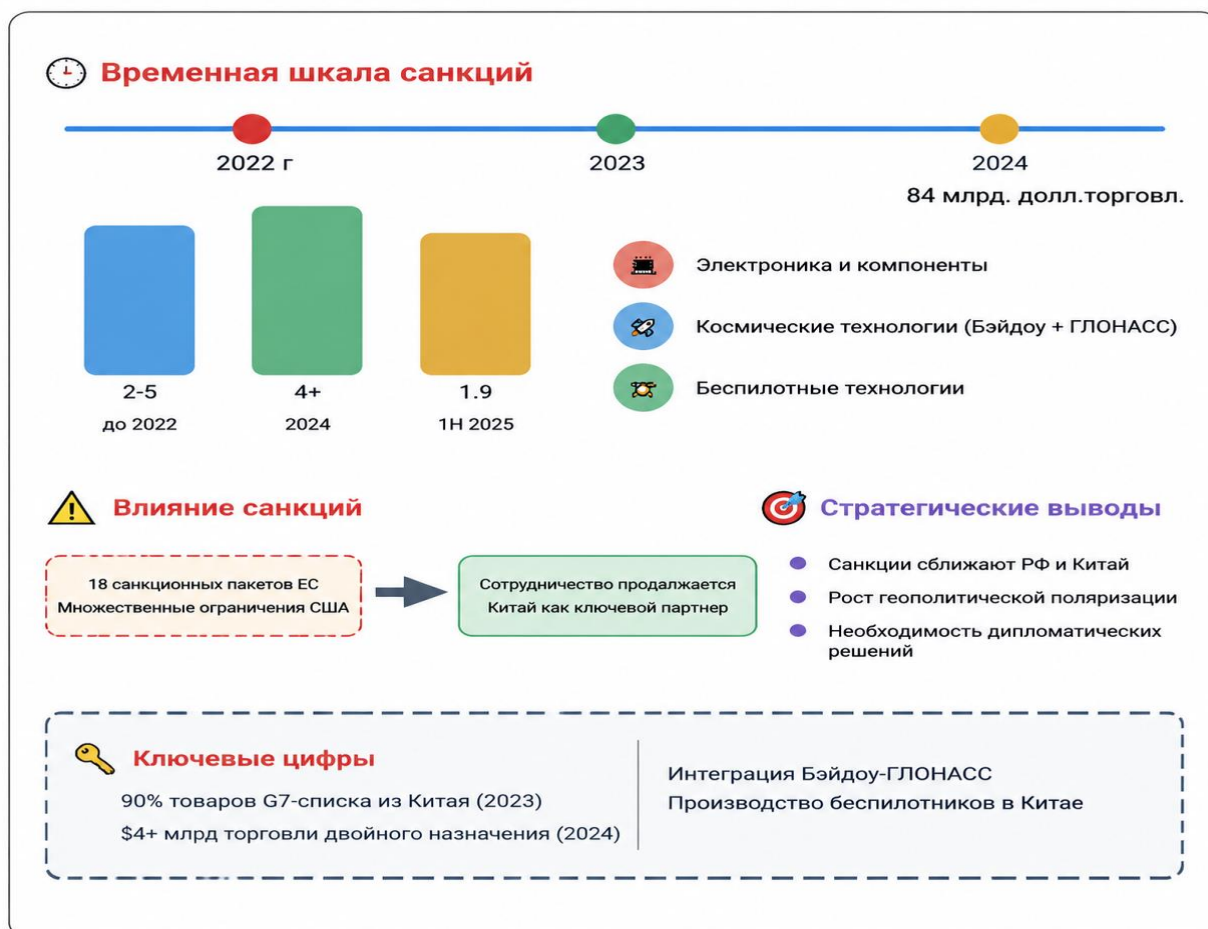 Временная шкала санкций
2022 г
2023
2024
84 млрд. долл.торговл.
2-5
4+
1.9
до 2022
2024
1H 2025
Электроника и компоненты
Космические технологии (Бэйдоу + ГЛОНАСС)
Беспилотные технологии
Влияние санкций
18 санкционных пакетов ЕС
Множественные ограничения США
Сотрудничество продалжается
Китай как ключевой партнер
Стратегические выводы
Санкции сближают РФ и Китай
Рост геополитической поляризации
Необходимость дипломатических
решений
Ключевые цифры
90% товаров G7-списка из Китая (2023)
$4+ млрд торговли двойного назначения (2024)
Интеграция Бэйдоу-ГЛОНАСС
Производство беспилотников в Китае